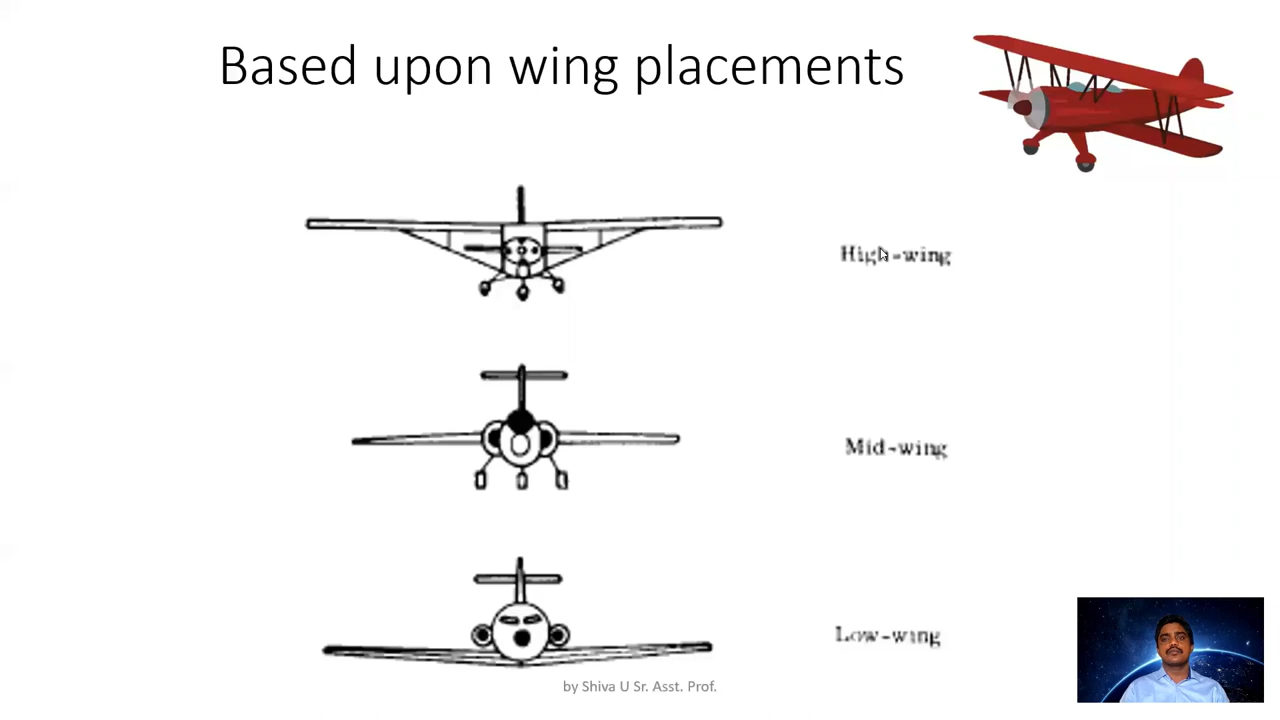 Based upon wing placements
High-wing
Mid-wing
Low-wing
by Shiva U Sr. Asst. Prof.